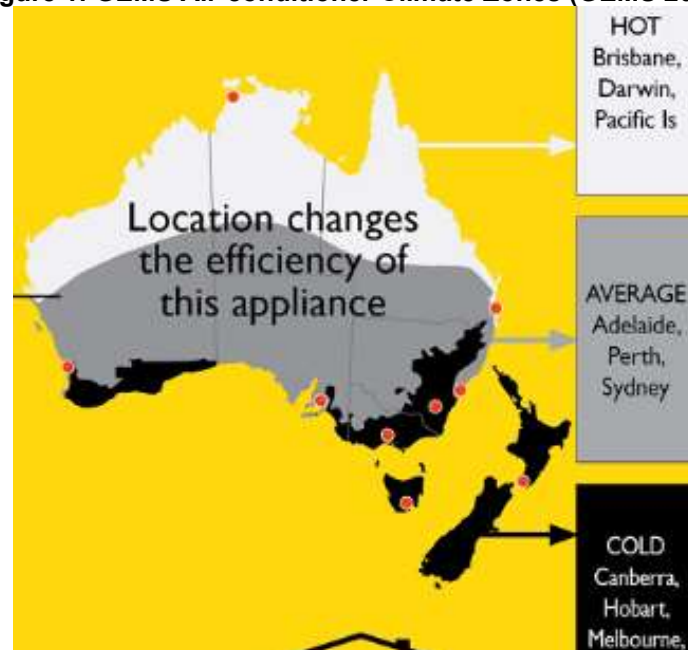 HOT
Brisbane,
Darwin,
Pacific Is
Location changes
the efficiency of
this appliance
AVERAGE
Adelaide,
Perth,
Sydney
COLD
Canberra,
Hobart,
Melbourne,